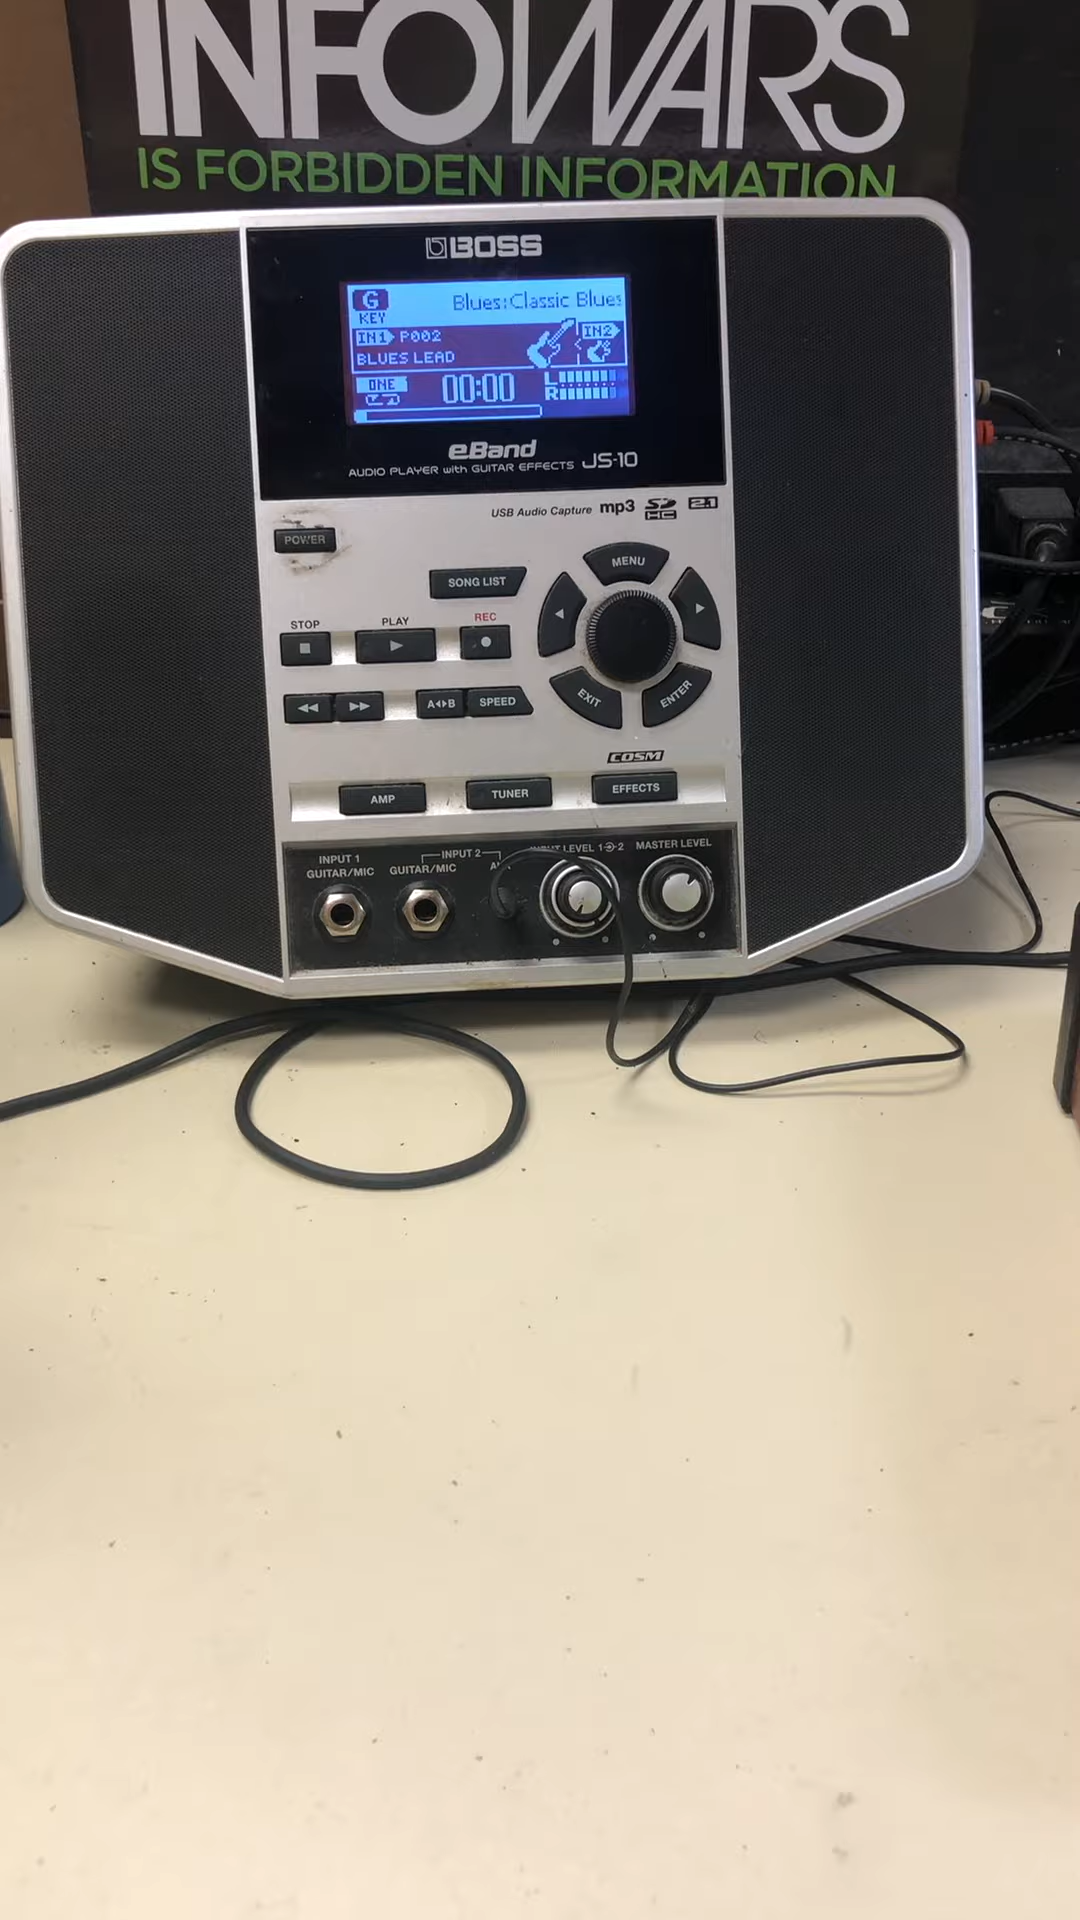 INFOWARS
IS FORBIDDEN INFORMATION
BOSS
G Blues:Classic Blues
KEY
IN1 P002 IN2
BLUES LEAD
ONE 00:00 L
R
eBand
AUDIO PLAYER with GUITAR EFFECTS JS-10
USB Audio Capture mp3 SD HC 2.1
POWER
MENU
SONG LIST
STOP PLAY REC
A B SPEED
EXIT ENTER
COSM
AMP TUNER EFFECTS
INPUT 1 INPUT 2 LEVEL 1 2 MASTER LEVEL
GUITAR/MIC GUITAR/MIC